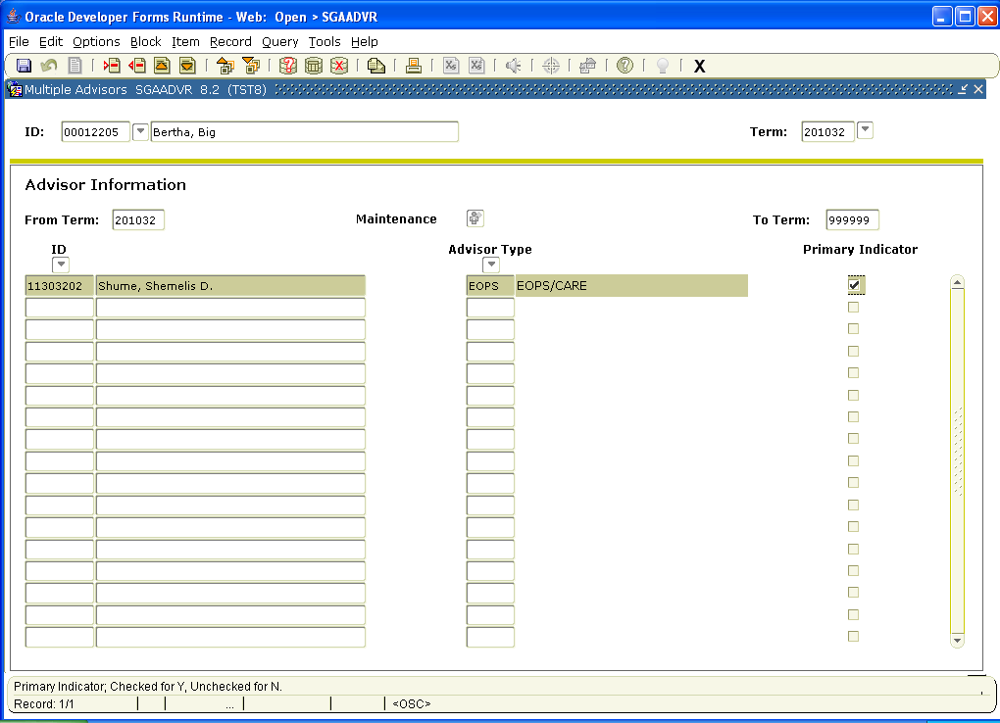 Oracle Developer Forms Runtime - Web: Open > SGAADVR
File Edit Options Block Item Record Query Tools Help
X
Multiple Advisors SGAADVR 8.2 (TST8)
ID: 00012205 Bertha, Big Term: 201032
Advisor Information
From Term: 201032 Maintenance To Term: 999999
ID Advisor Type Primary Indicator
11303202 Shume, Shemelis D. EOPS EOPS/CARE
Primary Indicator; Checked for Y, Unchecked for N.
Record: 1/1 ... <OSC>